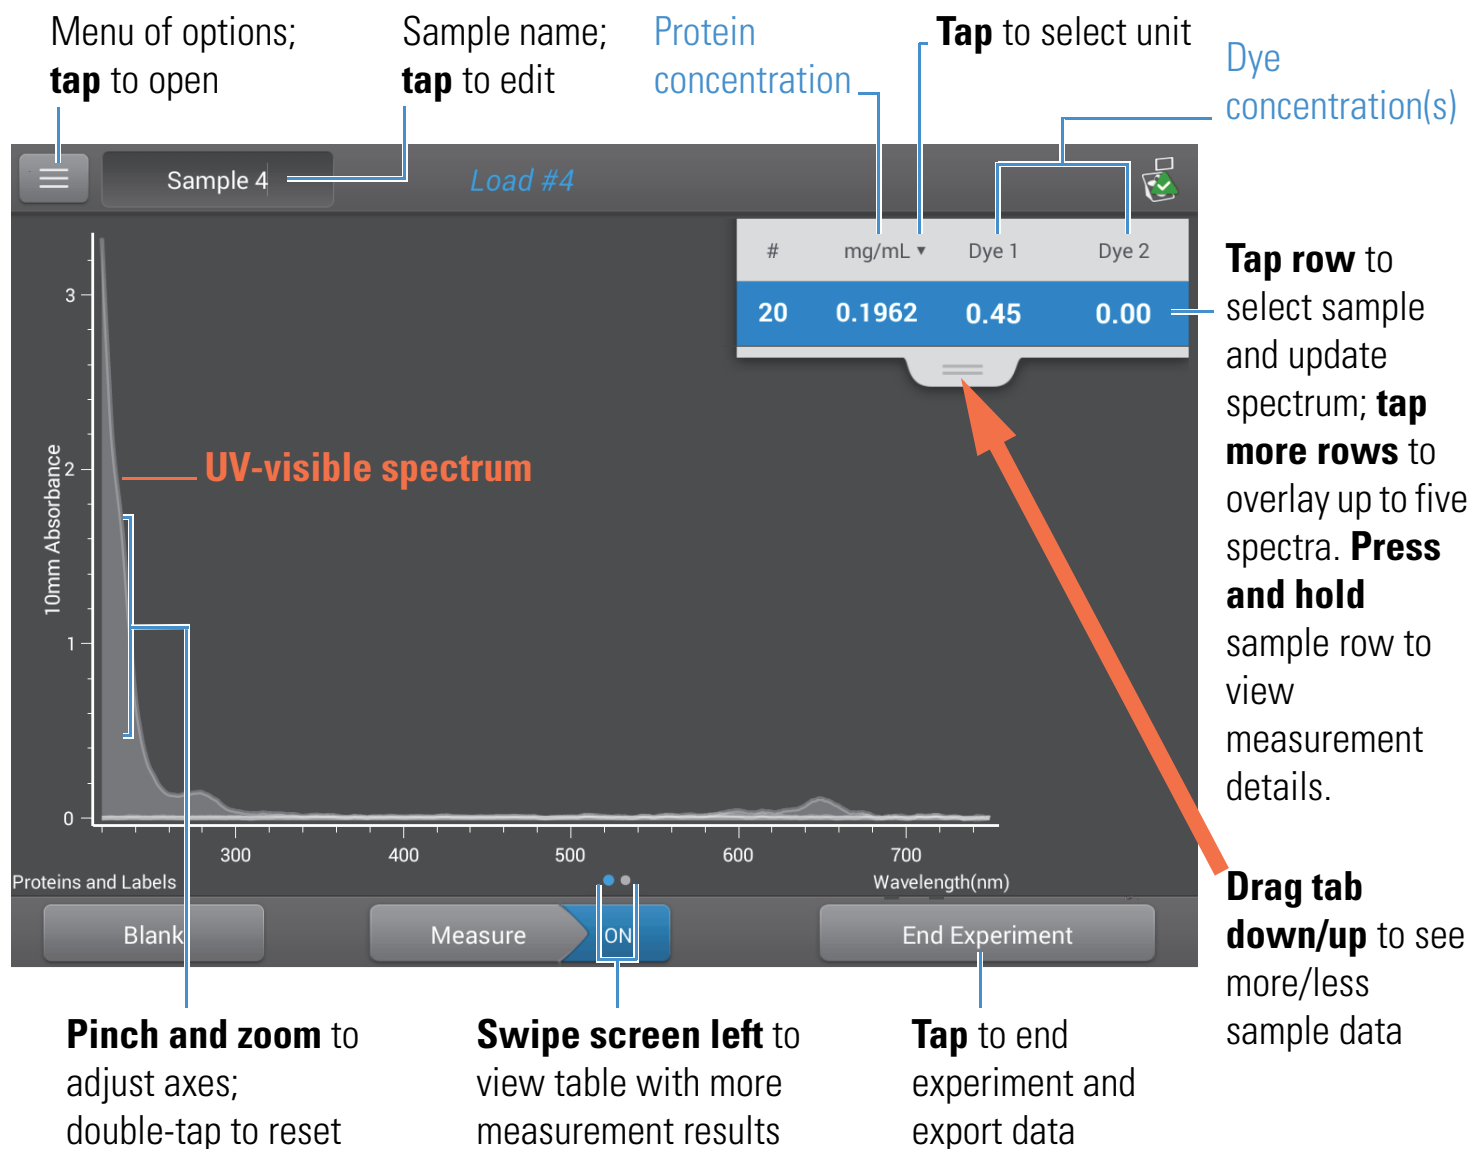 Menu of options;
tap to open
Sample name;
tap to edit
Protein
concentration
Tap to select unit
Dye
concentration(s)
Sample 4
Load #4
# mg/mL ▾ Dye 1 Dye 2
20 0.1962 0.45 0.00
Tap row to
select sample
and update
spectrum; tap
more rows to
overlay up to five
spectra. Press
and hold
sample row to
view
measurement
details.
UV-visible spectrum
10mm Absorbance
3
2
1
0
300 400 500 600 700
Proteins and Labels
Wavelength(nm)
Blank
Measure
ON
End Experiment
Drag tab
down/up to see
more/less
sample data
Pinch and zoom to
adjust axes;
double-tap to reset
Swipe screen left to
view table with more
measurement results
Tap to end
experiment and
export data